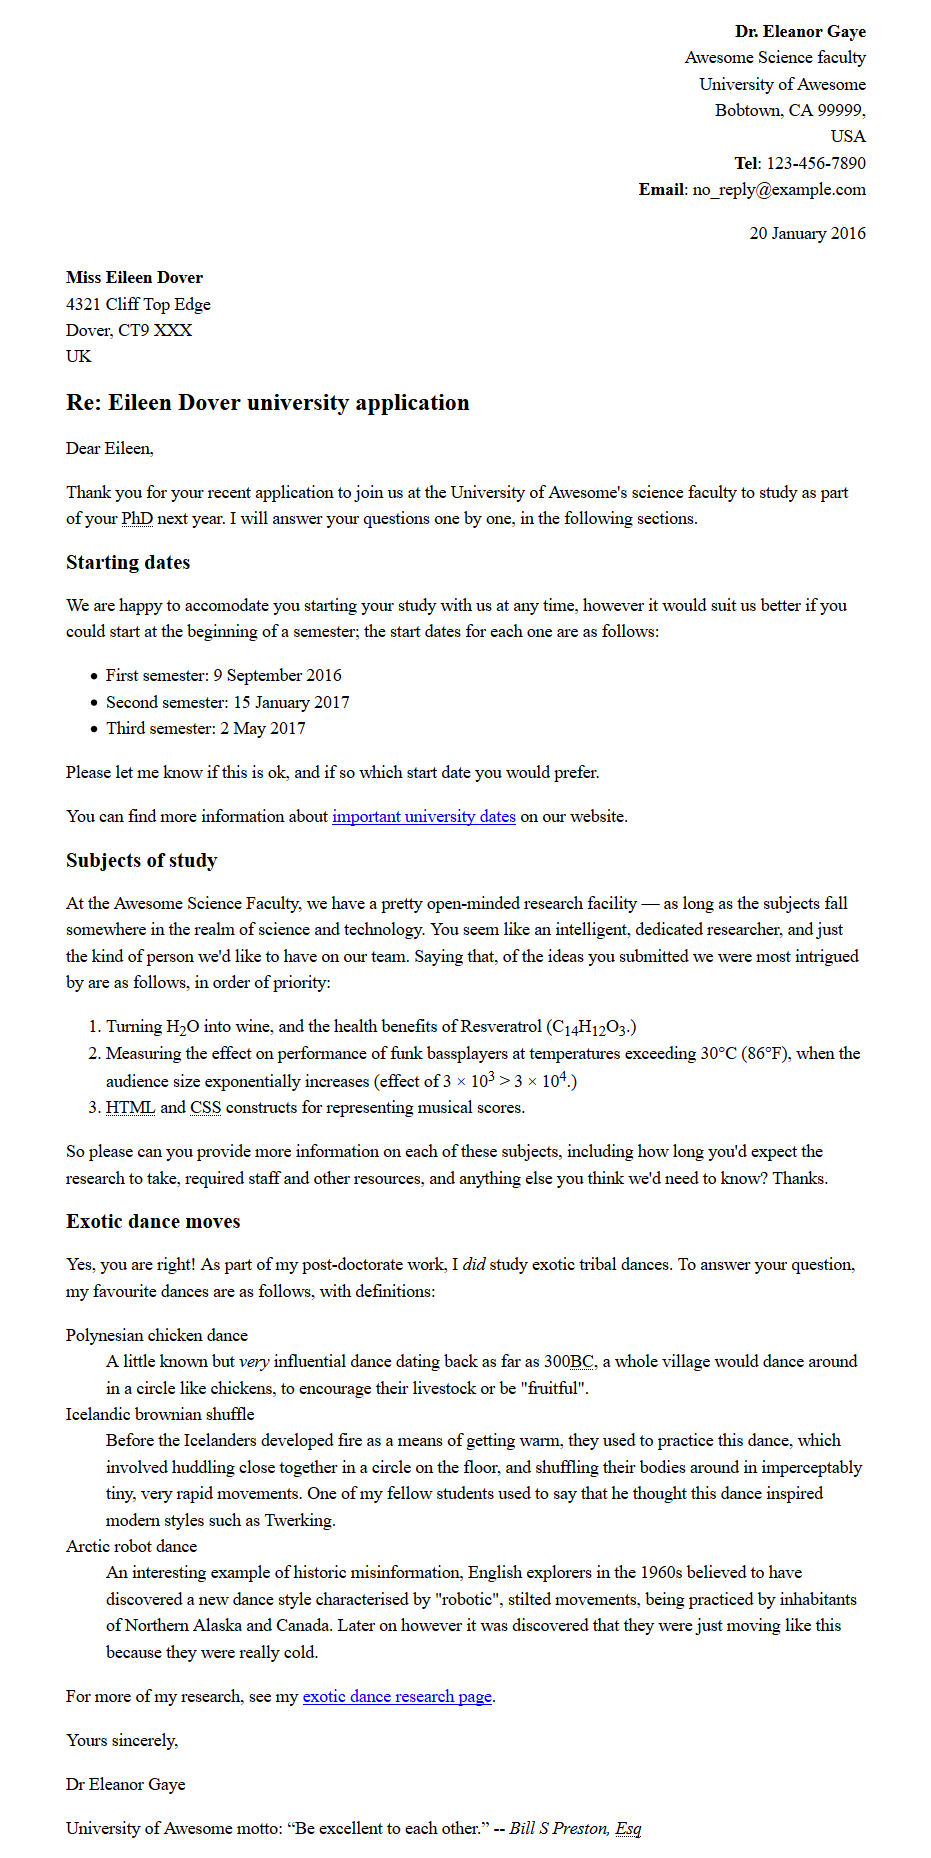 Dr. Eleanor Gaye
Awesome Science faculty
University of Awesome
Bobtown, CA 99999,
USA
Tel: 123-456-7890
Email: no_reply@example.com
20 January 2016
Miss Eileen Dover
4321 Cliff Top Edge
Dover, CT9 XXX
UK
Re: Eileen Dover university application
Dear Eileen,
Thank you for your recent application to join us at the University of Awesome's science faculty to study as part
of your PhD next year. I will answer your questions one by one, in the following sections.
Starting dates
We are happy to accomodate you starting your study with us at any time, however it would suit us better if you
could start at the beginning of a semester; the start dates for each one are as follows:
• First semester: 9 September 2016
• Second semester: 15 January 2017
• Third semester: 2 May 2017
Please let me know if this is ok, and if so which start date you would prefer.
You can find more information about important university dates on our website.
Subjects of study
At the Awesome Science Faculty, we have a pretty open-minded research facility — as long as the subjects fall
somewhere in the realm of science and technology. You seem like an intelligent, dedicated researcher, and just
the kind of person we'd like to have on our team. Saying that, of the ideas you submitted we were most intrigued
by are as follows, in order of priority:
1. Turning H₂O into wine, and the health benefits of Resveratrol (C₁₄H₁₂O₃.)
2. Measuring the effect on performance of funk bassplayers at temperatures exceeding 30°C (86°F), when the
audience size exponentially increases (effect of 3 × 10³ > 3 × 10⁴.)
3. HTML and CSS constructs for representing musical scores.
So please can you provide more information on each of these subjects, including how long you'd expect the
research to take, required staff and other resources, and anything else you think we'd need to know? Thanks.
Exotic dance moves
Yes, you are right! As part of my post-doctorate work, I did study exotic tribal dances. To answer your question,
my favourite dances are as follows, with definitions:
Polynesian chicken dance
A little known but very influential dance dating back as far as 300BC, a whole village would dance around
in a circle like chickens, to encourage their livestock or be "fruitful".
Icelandic brownian shuffle
Before the Icelanders developed fire as a means of getting warm, they used to practice this dance, which
involved huddling close together in a circle on the floor, and shuffling their bodies around in imperceptably
tiny, very rapid movements. One of my fellow students used to say that he thought this dance inspired
modern styles such as Twerking.
Arctic robot dance
An interesting example of historic misinformation, English explorers in the 1960s believed to have
discovered a new dance style characterised by "robotic", stilted movements, being practiced by inhabitants
of Northern Alaska and Canada. Later on however it was discovered that they were just moving like this
because they were really cold.
For more of my research, see my exotic dance research page.
Yours sincerely,
Dr Eleanor Gaye
University of Awesome motto: “Be excellent to each other.” -- Bill S Preston, Esq